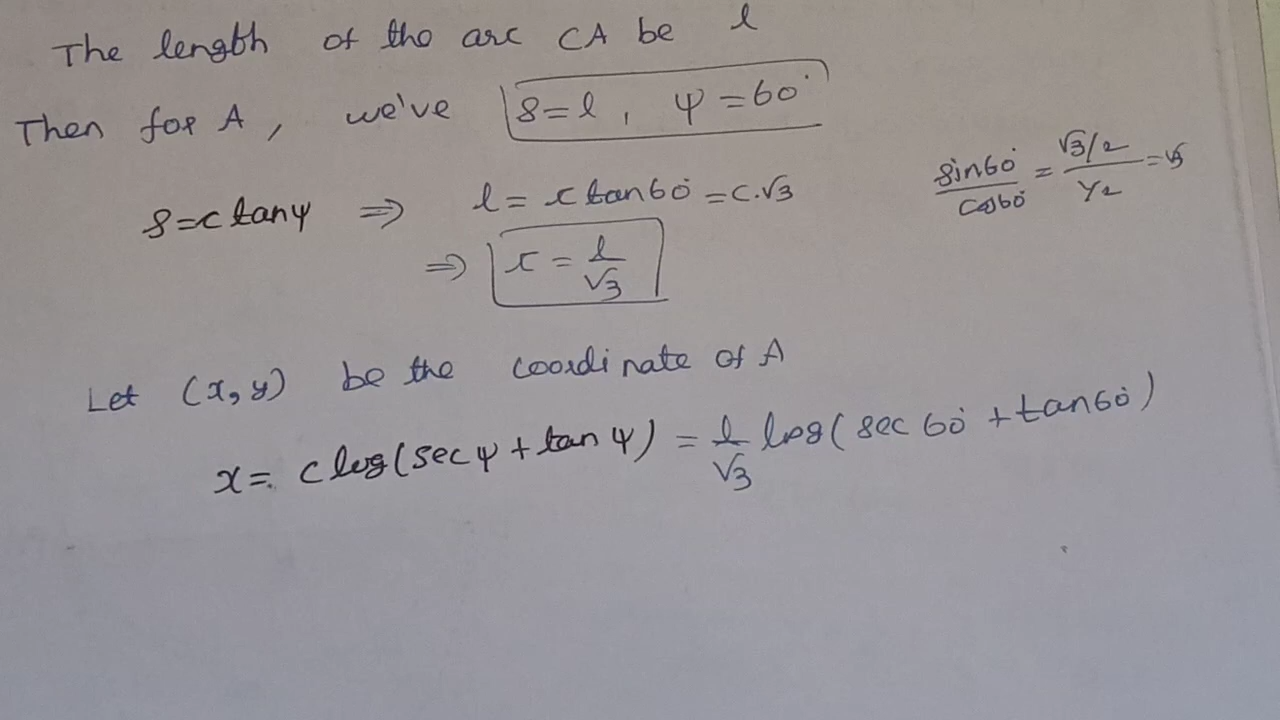 The length of the arc CA be l
Then for A, we've s=l, ψ=60°
s=c tanψ ⇒ l = c tan60° = c.√3
sin60°/cos60° = √3/2 / 1/2 = √3
⇒ c = l/√3
Let (x,y) be the coordinate of A
x = c log(secψ + tanψ) = l/√3 log(sec 60° + tan60°)